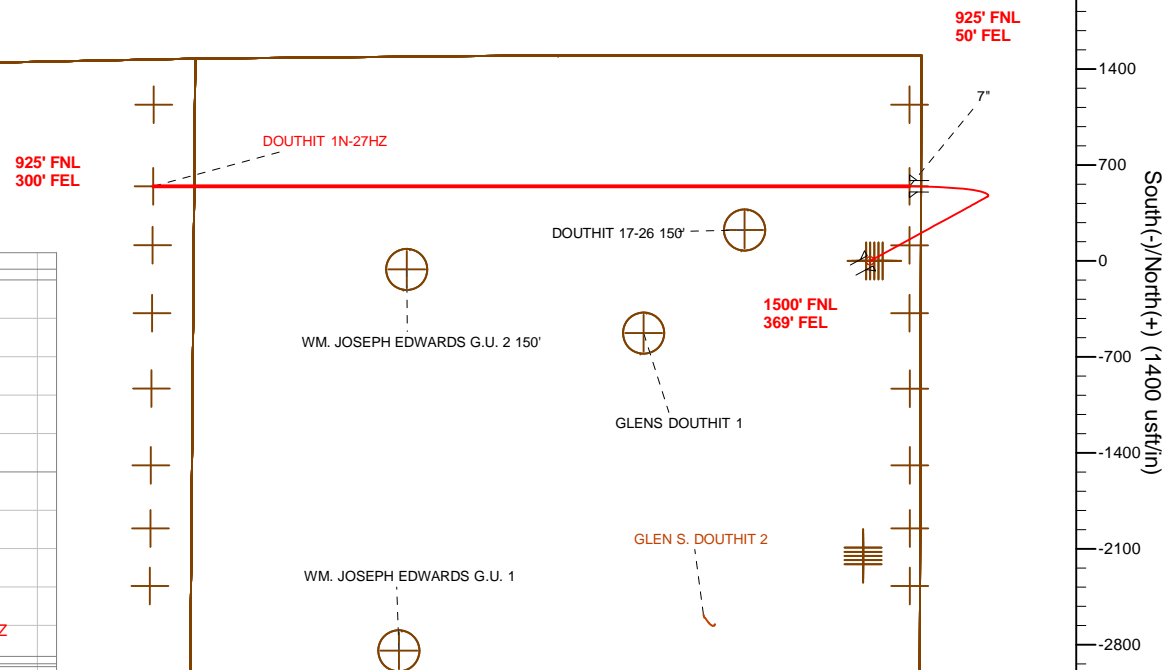 925' FNL
50' FEL
1400
7"
DOUTHIT 1N-27HZ
925' FNL
300' FEL
700
DOUTHIT 17-26 150'
0
1500' FNL
369' FEL
WM. JOSEPH EDWARDS G.U. 2 150'
-700
GLENS DOUTHIT 1
-1400
South(-)/North(+) (1400 usft/in)
GLEN S. DOUTHIT 2
-2100
WM. JOSEPH EDWARDS G.U. 1
Z
-2800